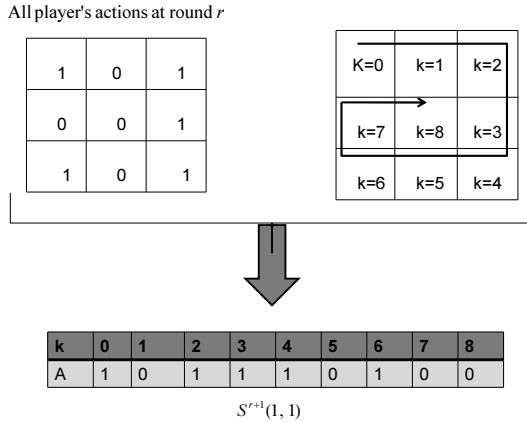 All player's actions at round r
1 0 1
0 0 1
1 0 1
K=0 k=1 k=2
k=7 k=8 k=3
k=6 k=5 k=4
k 0 1 2 3 4 5 6 7 8
A 1 0 1 1 1 0 1 0 0
S^{r+1}(1, 1)